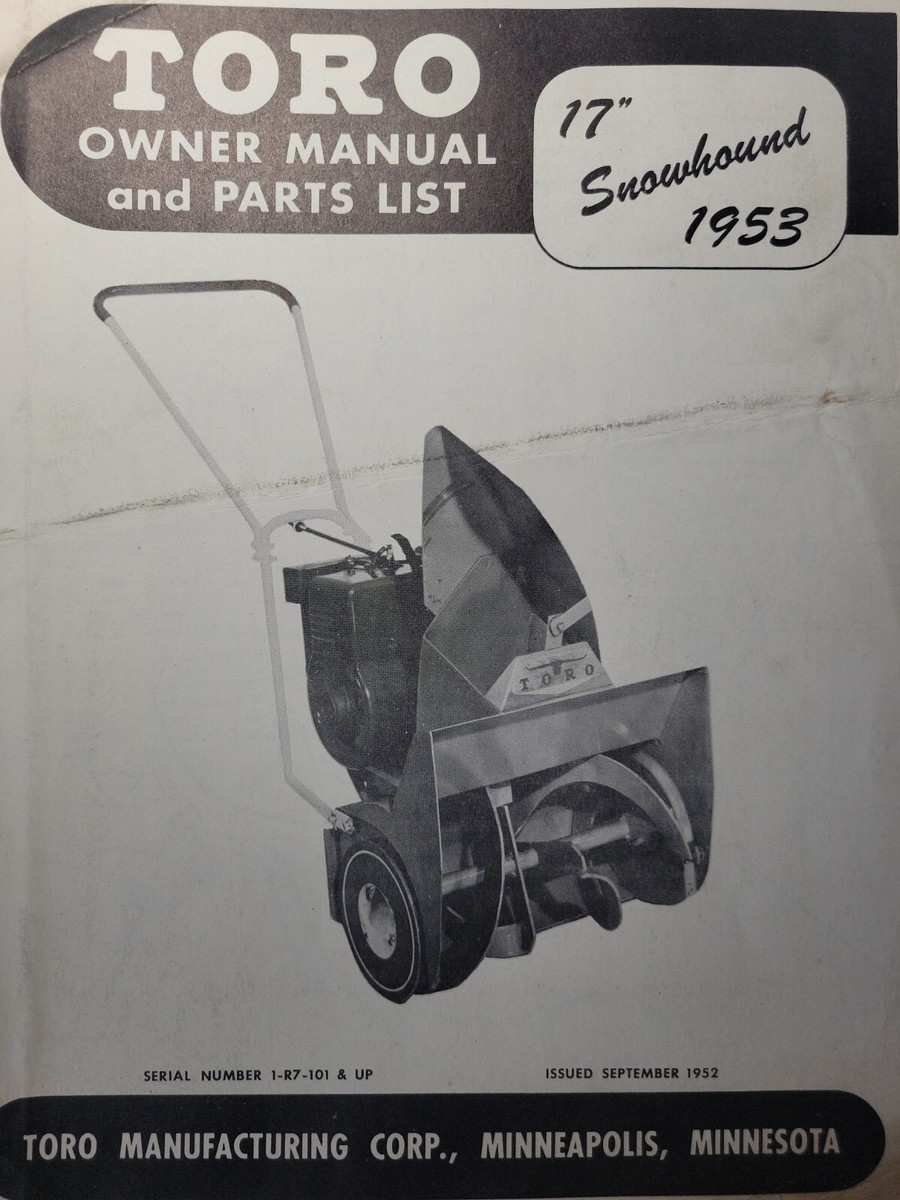 TORO
OWNER MANUAL
and PARTS LIST
17"
Snowhound
1953
TORO
SERIAL NUMBER 1-R7-101 & UP
ISSUED SEPTEMBER 1952
TORO MANUFACTURING CORP., MINNEAPOLIS, MINNESOTA